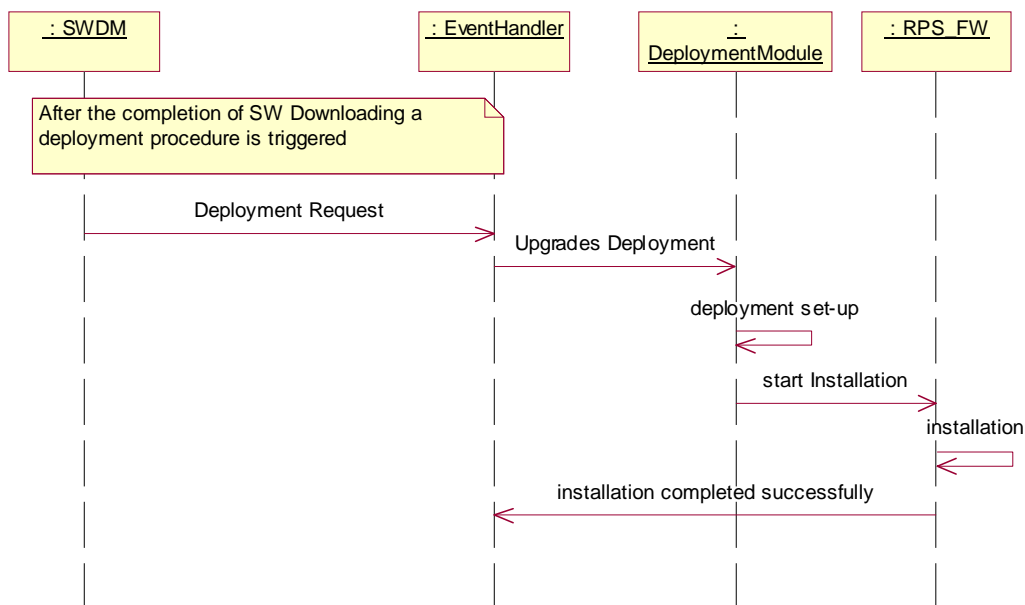 : SWDM
: EventHandler
:
DeploymentModule
: RPS_FW
After the completion of SW Downloading a
deployment procedure is triggered
Deployment Request
Upgrades Deployment
deployment set-up
start Installation
installation
installation completed successfully